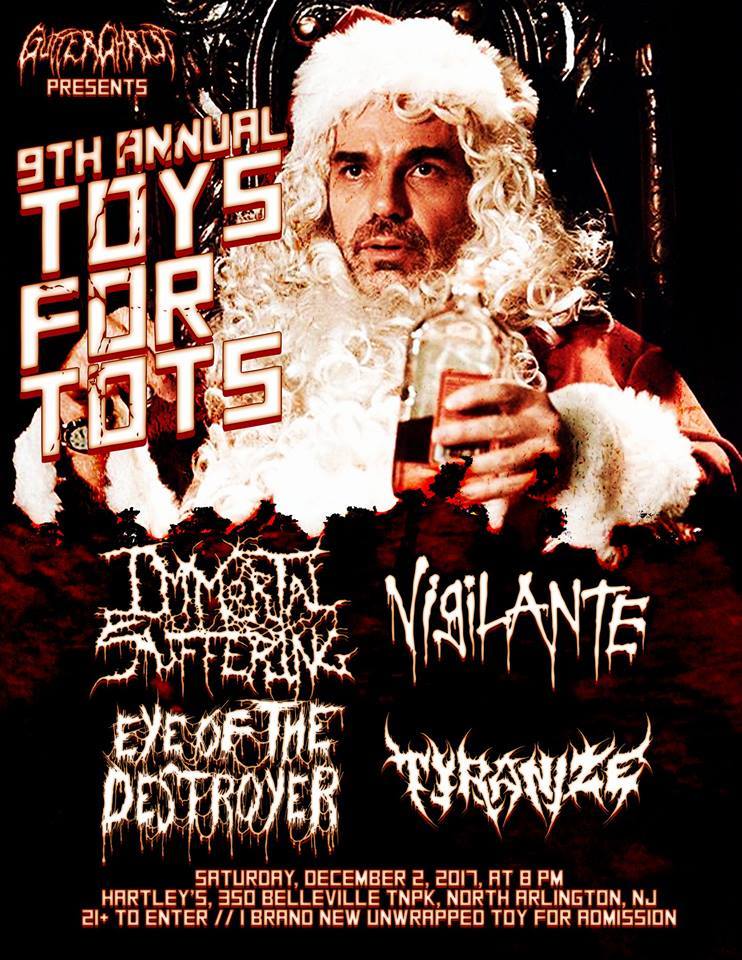 GUTTERCHRIST
PRESENTS
9TH ANNUAL
TOYS
FOR
TOTS
IMMORTAL
SUFFERING
VigiLANTE
EYE OF THE
DESTROYER
TYRANIZE
SATURDAY, DECEMBER 2, 2017, AT 8 PM
HARTLEY'S, 350 BELLEVILLE TNPK, NORTH ARLINGTON, NJ
21+ TO ENTER // 1 BRAND NEW UNWRAPPED TOY FOR ADMISSION